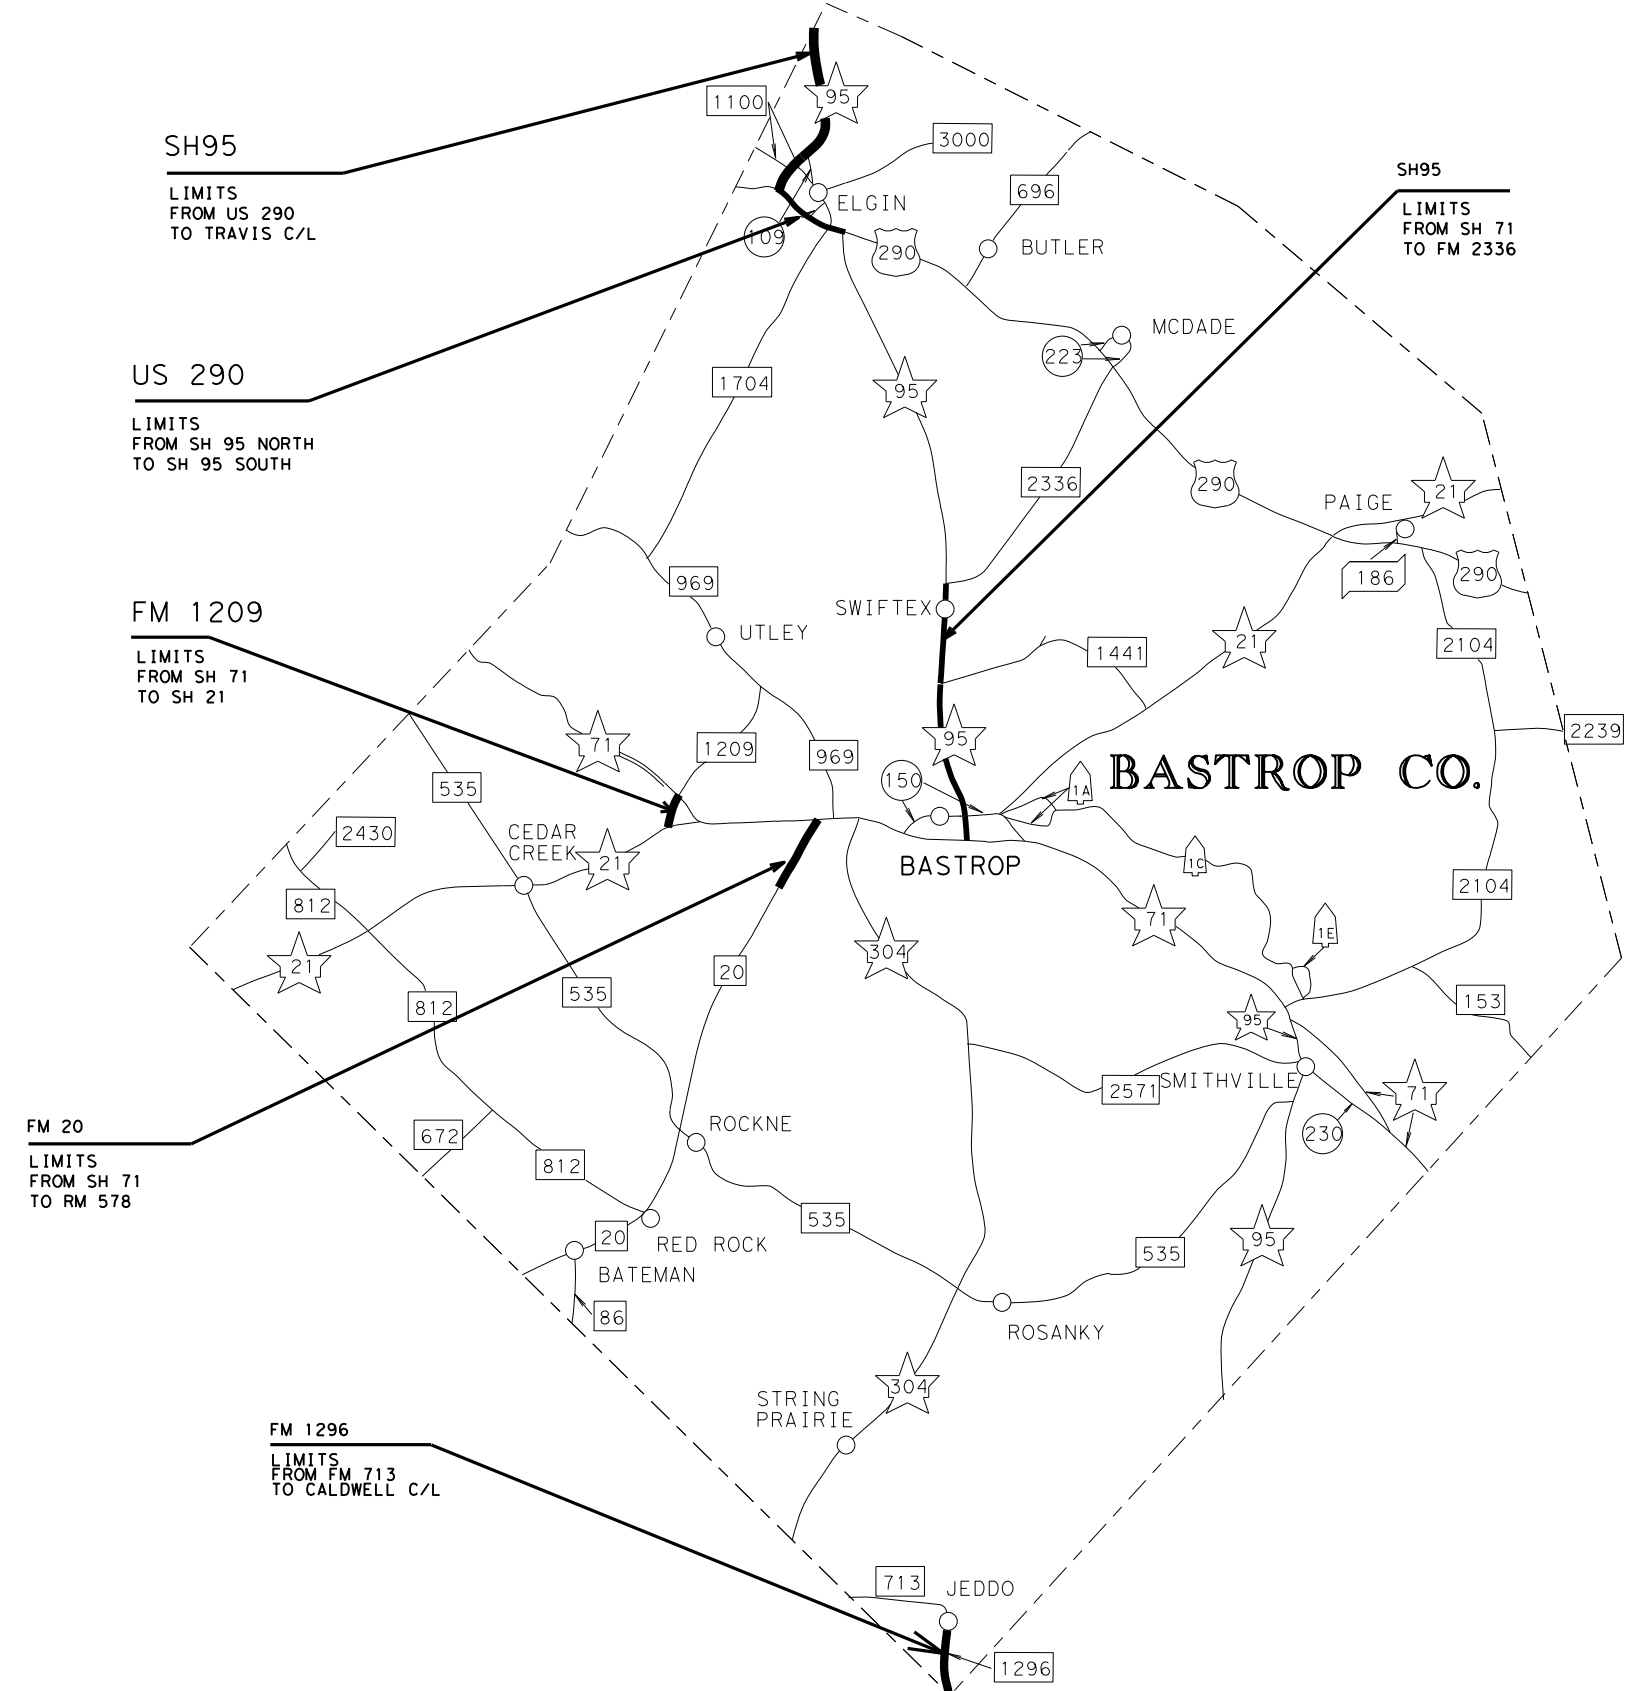 95
1100
3000
SH95
LIMITS
FROM US 290
TO TRAVIS C/L
SH95
LIMITS
FROM SH 71
TO FM 2336
696
ELGIN
109
290
BUTLER
MCDADE
223
US 290
LIMITS
FROM SH 95 NORTH
TO SH 95 SOUTH
1704
95
2336
290
PAIGE
21
186
290
969
SWIFTEX
UTLEY
FM 1209
LIMITS
FROM SH 71
TO SH 21
1441
21
2104
2239
71
1209
969
95
150
1A
BASTROP CO.
535
2430
CEDAR
CREEK
21
BASTROP
1C
812
71
2104
1E
21
304
20
535
812
153
95
SMITHVILLE
2571
71
230
FM 20
LIMITS
FROM SH 71
TO RM 578
672
ROCKNE
812
535
20
RED ROCK
95
535
BATEMAN
86
ROSANKY
304
STRING
PRAIRIE
FM 1296
LIMITS
FROM FM 713
TO CALDWELL C/L
713
JEDDO
1296